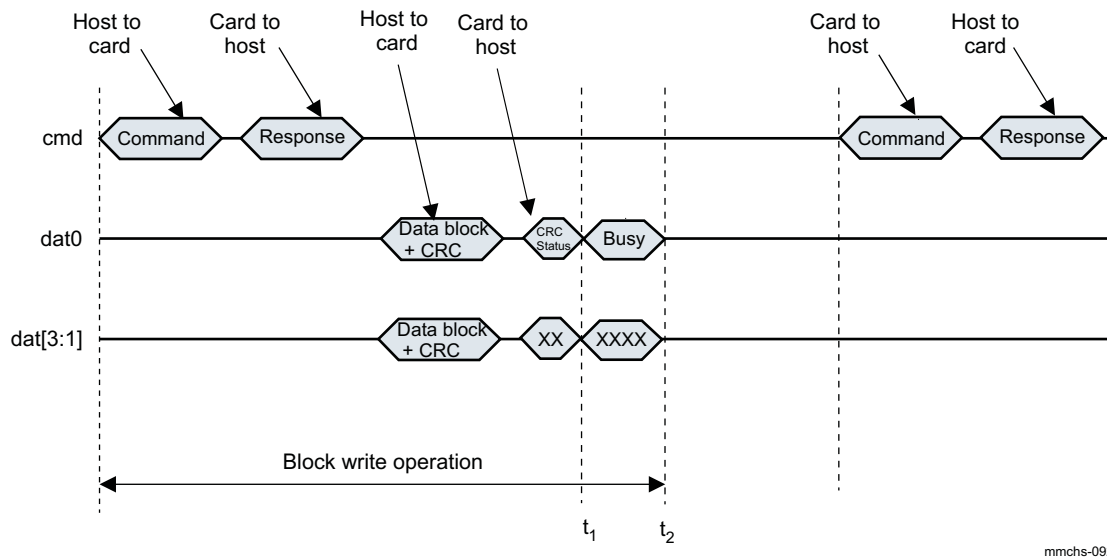 Host to
card
Card to
host
Host to
card
Card to
host
Card to
host
Host to
card
cmd
Command
Response
Command
Response
dat0
Data block
+ CRC
CRC
Status
Busy
dat[3:1]
Data block
+ CRC
XX
XXXX
Block write operation
t1
t2
mmchs-09